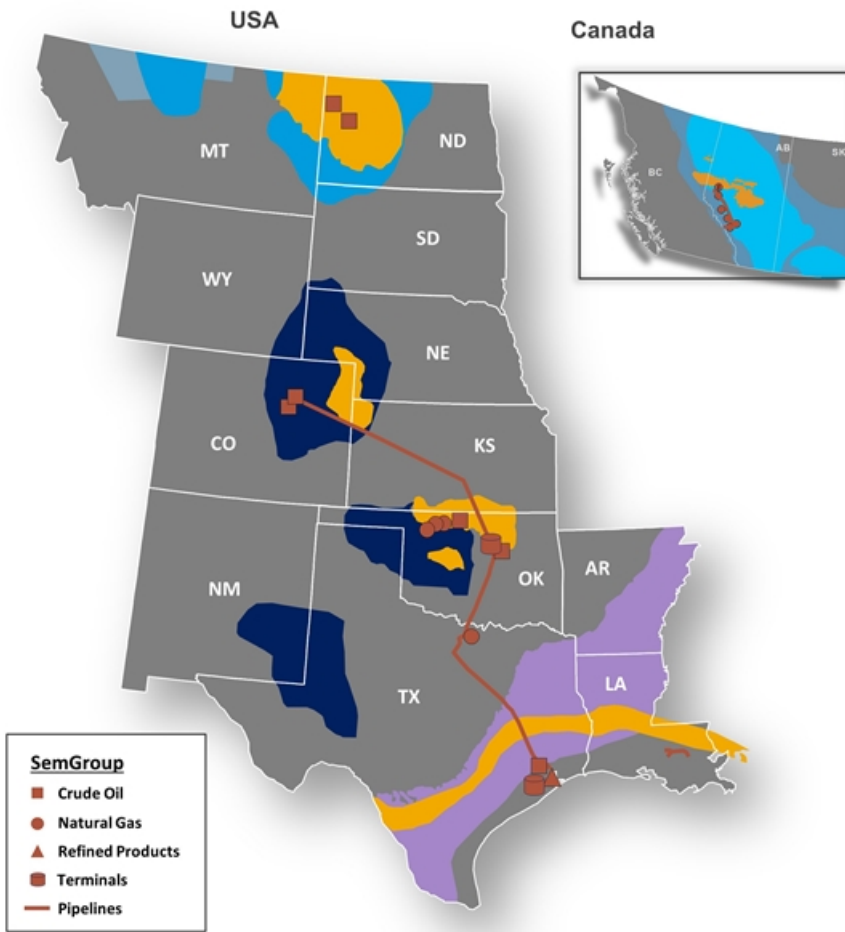 USA
Canada
MT
ND
BC
AB
SK
SD
WY
NE
CO
KS
NM
OK
AR
TX
LA
SemGroup
Crude Oil
Natural Gas
Refined Products
Terminals
Pipelines